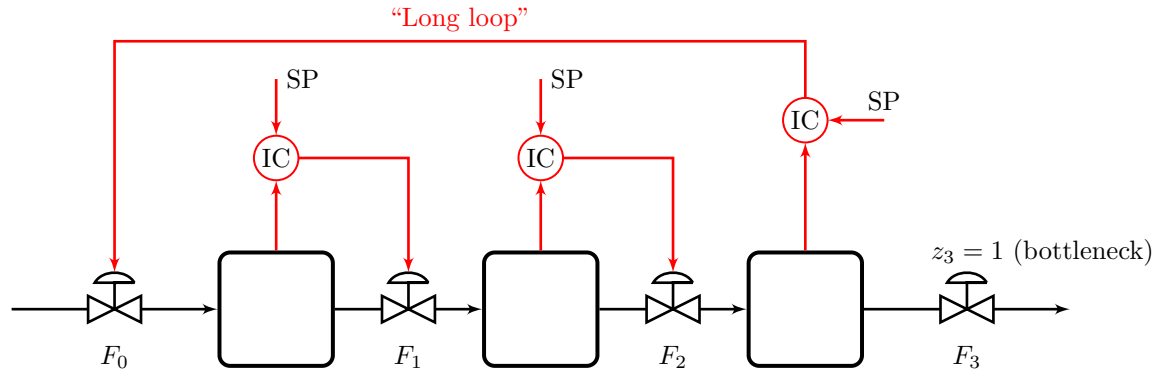 “Long loop”
SP
SP
SP
IC
IC
IC
z₃ = 1 (bottleneck)
F₀
F₁
F₂
F₃